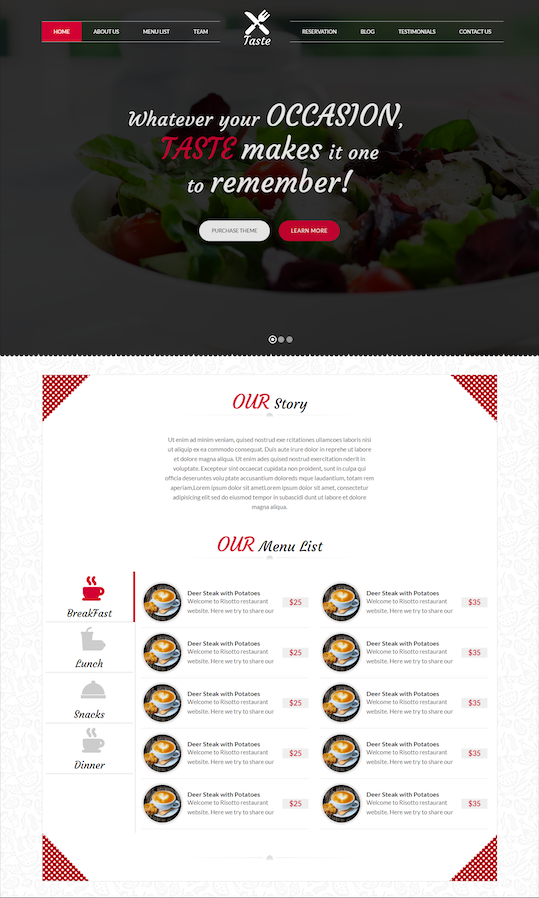 HOME ABOUT US MENU LIST TEAM Taste RESERVATION BLOG TESTIMONIALS CONTACT US
Whatever your OCCASION,
TASTE makes it one
to remember!
PURCHASE THEME LEARN MORE
OUR Story
Ut enim ad minim veniam, quised nostrud exe rcitationes ullamcoes laboris nisi
ut aliquip ex ea commodo consequat. Duis aute irure dolor in reprehe ut labore
et dolore magna aliqua. Ut enim ades quised nostrud exercitation nderit in
voluptate. Excepteur sint occaecat cupidata non proident, sunt in culpa qui
officia deseruntes volu ptate accusantium doloreds mque laudantium, totam rem
aperiam,Lorem ipsum dolor sit ametLorem ipsum dolor sit amet, consectetur
adipisicing elit sed do eiusmod tempor in subacidi dunt ut labore et dolore
magna aliqua.
OUR Menu List
BreakFast
Lunch
Snacks
Dinner
Deer Steak with Potatoes
Welcome to Risotto restaurant
website. Here we try to share our
$25
Deer Steak with Potatoes
Welcome to Risotto restaurant
website. Here we try to share our
$35
Deer Steak with Potatoes
Welcome to Risotto restaurant
website. Here we try to share our
$25
Deer Steak with Potatoes
Welcome to Risotto restaurant
website. Here we try to share our
$35
Deer Steak with Potatoes
Welcome to Risotto restaurant
website. Here we try to share our
$25
Deer Steak with Potatoes
Welcome to Risotto restaurant
website. Here we try to share our
$35
Deer Steak with Potatoes
Welcome to Risotto restaurant
website. Here we try to share our
$25
Deer Steak with Potatoes
Welcome to Risotto restaurant
website. Here we try to share our
$35
Deer Steak with Potatoes
Welcome to Risotto restaurant
website. Here we try to share our
$25
Deer Steak with Potatoes
Welcome to Risotto restaurant
website. Here we try to share our
$35